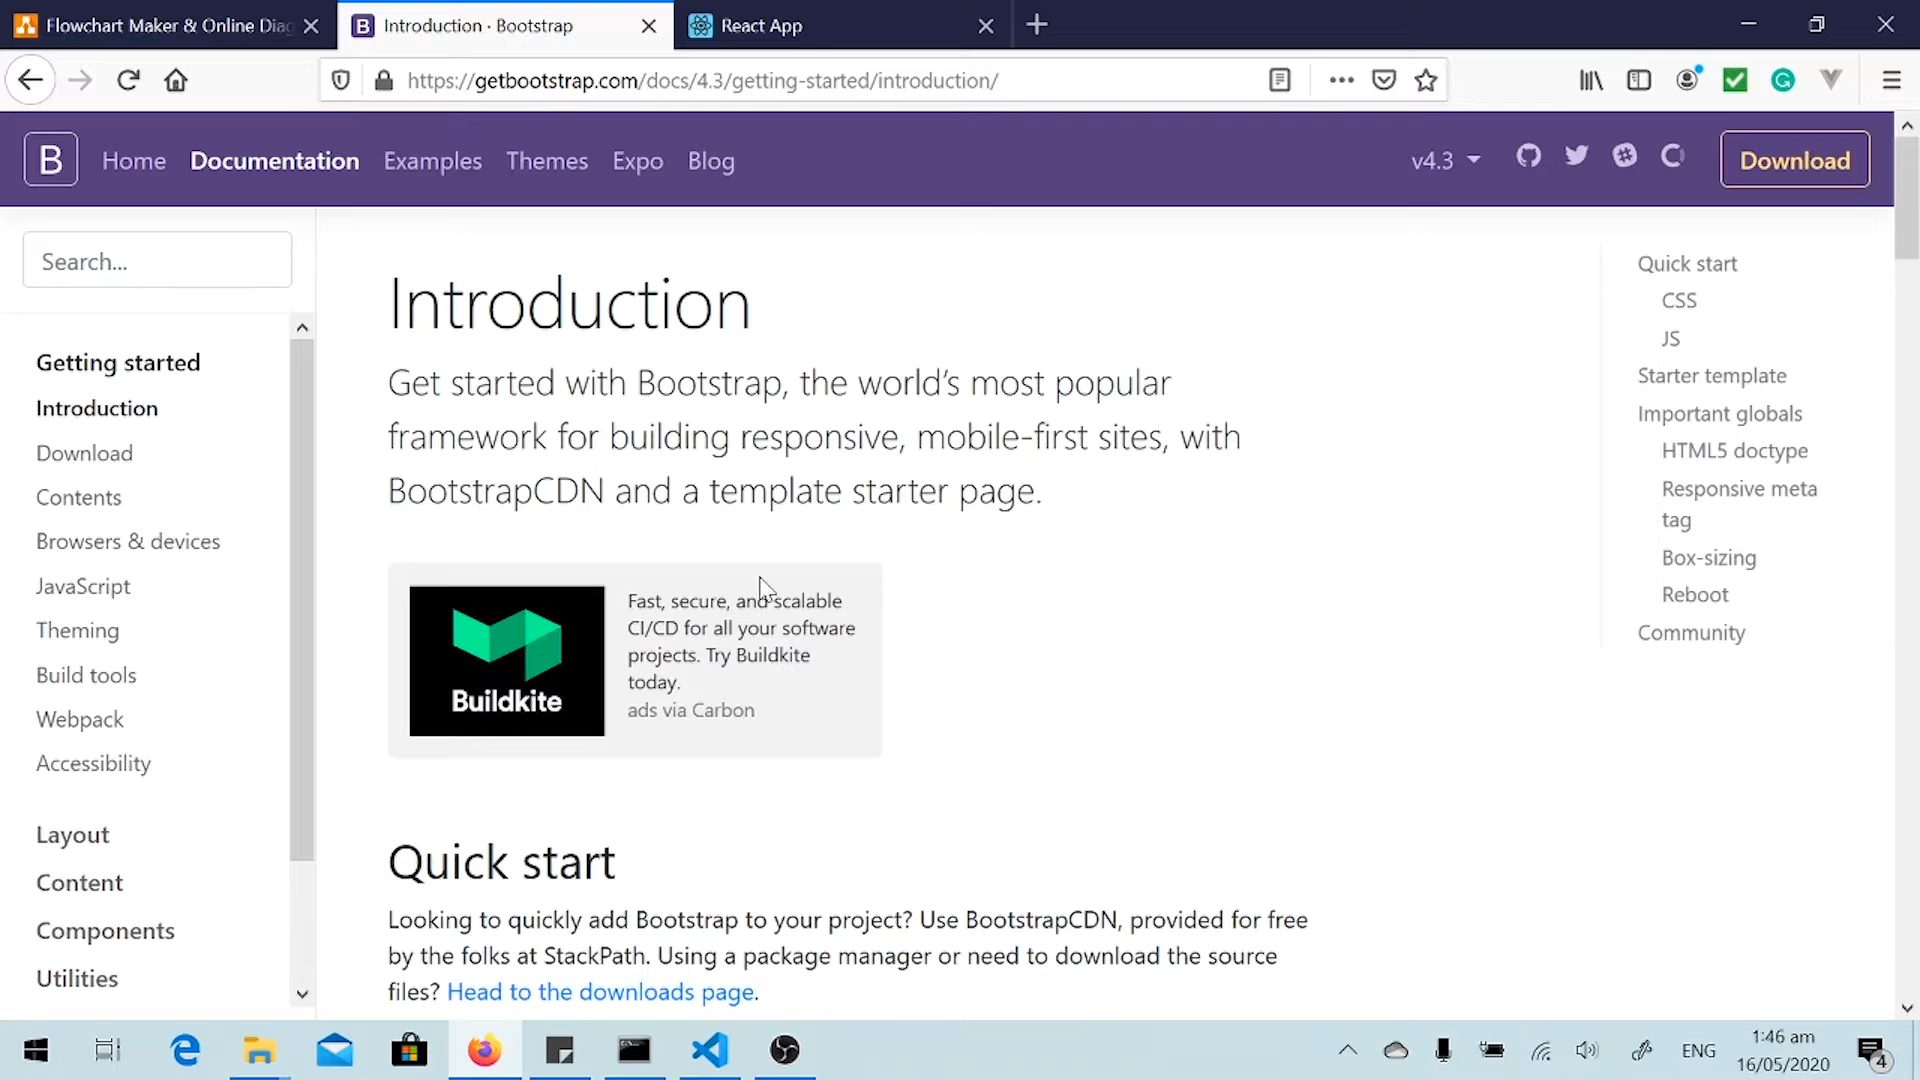 Flowchart Maker & Online Diag
Introduction · Bootstrap
React App
https://getbootstrap.com/docs/4.3/getting-started/introduction/
B
Home
Documentation
Examples
Themes
Expo
Blog
v4.3
Download
Search...
Getting started
Introduction
Download
Contents
Browsers & devices
JavaScript
Theming
Build tools
Webpack
Accessibility
Layout
Content
Components
Utilities
Introduction
Get started with Bootstrap, the world's most popular
framework for building responsive, mobile-first sites, with
BootstrapCDN and a template starter page.
Buildkite
Fast, secure, and scalable
CI/CD for all your software
projects. Try Buildkite
today.
ads via Carbon
Quick start
Looking to quickly add Bootstrap to your project? Use BootstrapCDN, provided for free
by the folks at StackPath. Using a package manager or need to download the source
files? Head to the downloads page.
Quick start
CSS
JS
Starter template
Important globals
HTML5 doctype
Responsive meta
tag
Box-sizing
Reboot
Community
ENG
1:46 am
16/05/2020
4